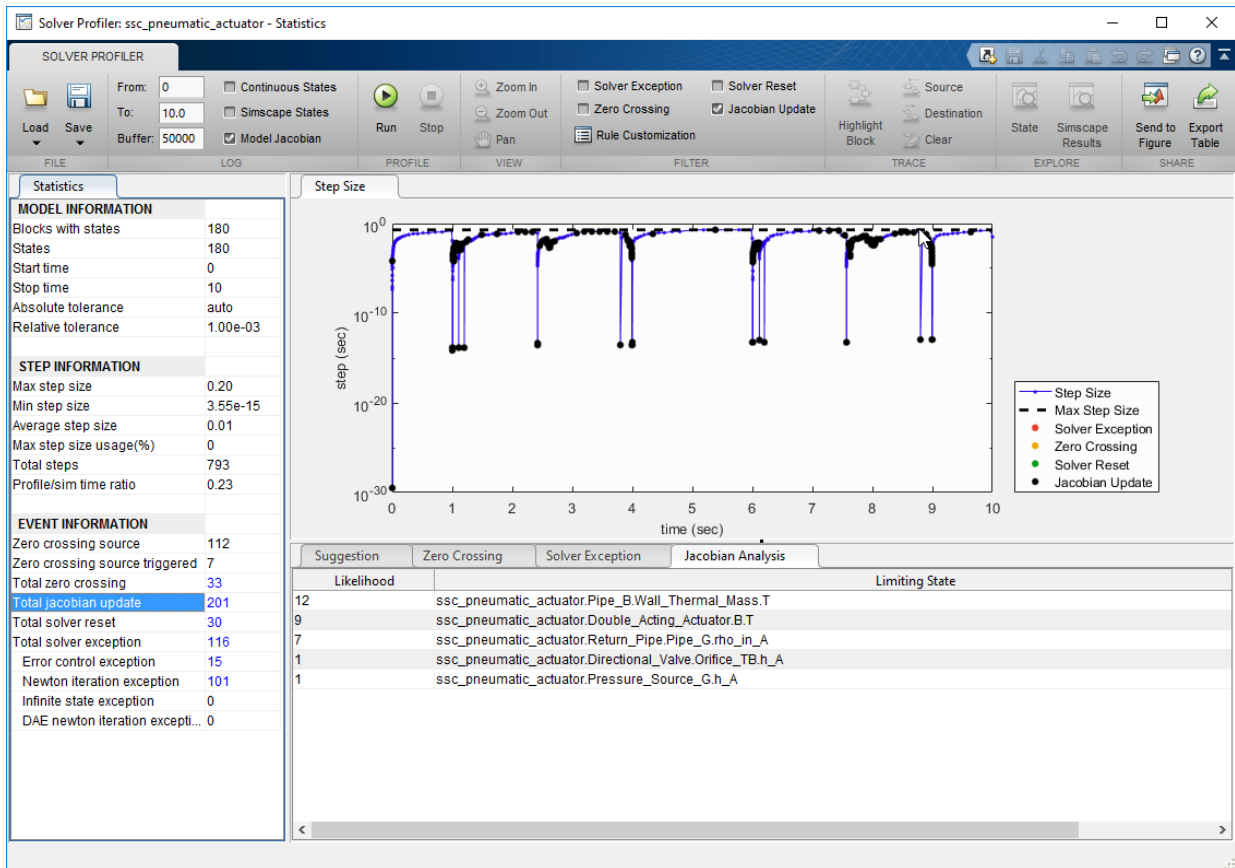 Solver Profiler: ssc_pneumatic_actuator - Statistics
SOLVER PROFILER
From: 0 Continuous States Zoom In Solver Exception Solver Reset Source
To: 10.0 Simscape States Zoom Out Zero Crossing Jacobian Update Destination
Load Save Buffer: 50000 Model Jacobian Run Stop Pan Rule Customization Highlight Block Clear State Simscape Results Send to Figure Export Table
FILE LOG PROFILE VIEW FILTER TRACE EXPLORE SHARE
Statistics
MODEL INFORMATION
Blocks with states 180
States 180
Start time 0
Stop time 10
Absolute tolerance auto
Relative tolerance 1.00e-03
STEP INFORMATION
Max step size 0.20
Min step size 3.55e-15
Average step size 0.01
Max step size usage(%) 0
Total steps 793
Profile/sim time ratio 0.23
EVENT INFORMATION
Zero crossing source 112
Zero crossing source triggered 7
Total zero crossing 33
Total jacobian update 201
Total solver reset 30
Total solver exception 116
Error control exception 15
Newton iteration exception 101
Infinite state exception 0
DAE newton iteration excepti... 0
Step Size
10^0
10^-10
10^-20
10^-30
step (sec)
0 1 2 3 4 5 6 7 8 9 10
time (sec)
Step Size
Max Step Size
Solver Exception
Zero Crossing
Solver Reset
Jacobian Update
Suggestion Zero Crossing Solver Exception Jacobian Analysis
Likelihood Limiting State
12 ssc_pneumatic_actuator.Pipe_B.Wall_Thermal_Mass.T
9 ssc_pneumatic_actuator.Double_Acting_Actuator.B.T
7 ssc_pneumatic_actuator.Return_Pipe.Pipe_G.rho_in_A
1 ssc_pneumatic_actuator.Directional_Valve.Orifice_TB.h_A
1 ssc_pneumatic_actuator.Pressure_Source_G.h_A